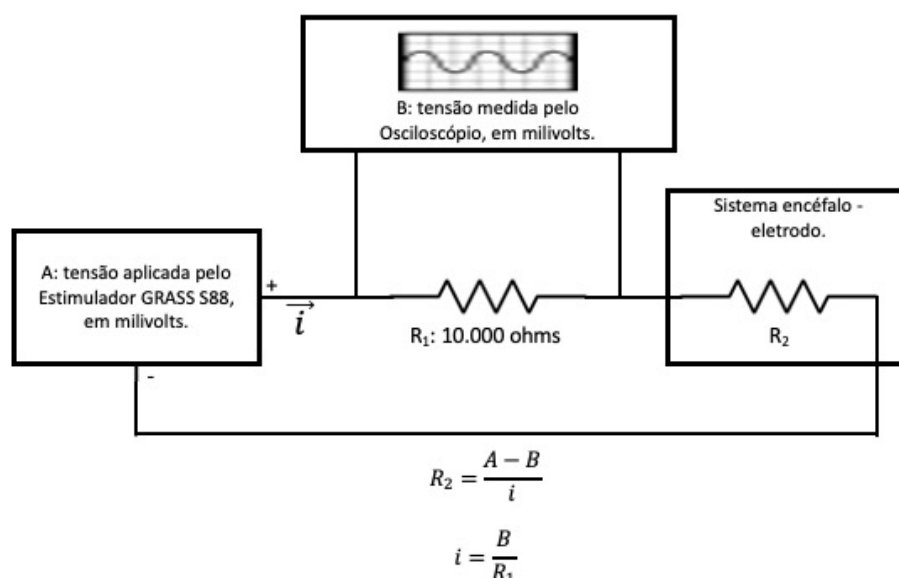 B: tensão medida pelo
Osciloscópio, em milivolts.
Sistema encéfalo -
eletrodo.
A: tensão aplicada pelo
Estimulador GRASS S88,
em milivolts.
+
i
R₁: 10.000 ohms
R₂
-
R₂ = (A − B) / i
i = B / R₁